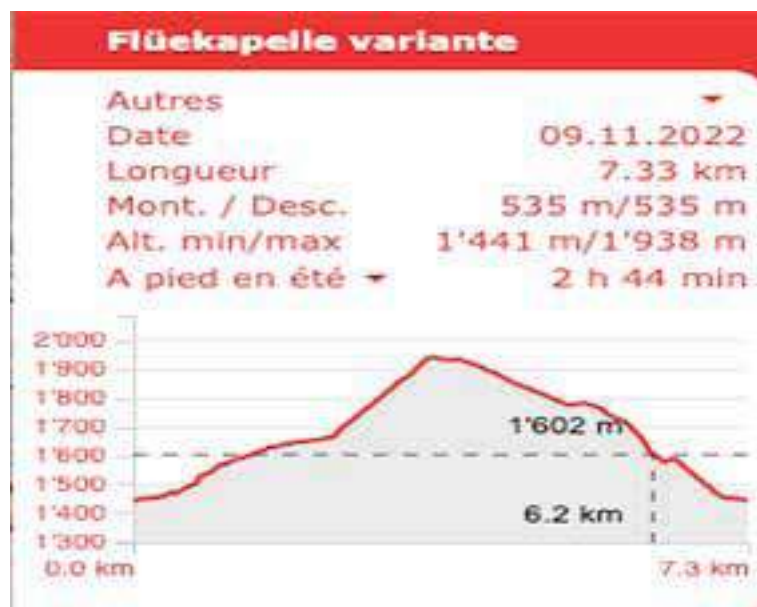 Flüekapelle variante
Autres
Date 09.11.2022
Longueur 7.33 km
Mont. / Desc. 535 m/535 m
Alt. min/max 1'441 m/1'938 m
A pied en été 2 h 44 min
2'000
1'900
1'800
1'700
1'602 m
1'600
1'500
1'400
6.2 km
1'300
0.0 km 7.3 km